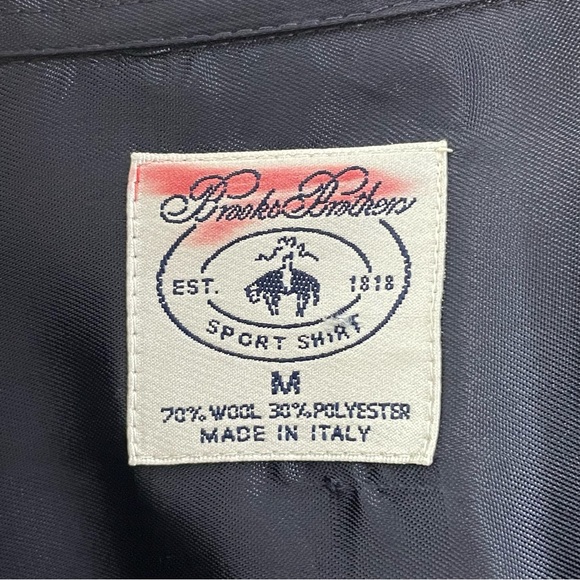 Brooks Brothers
EST. 1818
SPORT SHIRT
M
70% WOOL 30% POLYESTER
MADE IN ITALY